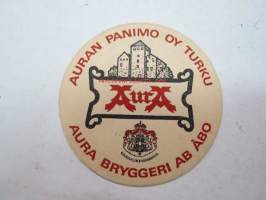 AURAN PANIMO OY TURKU
AurA
AURA BRYGGERI AB ÅBO